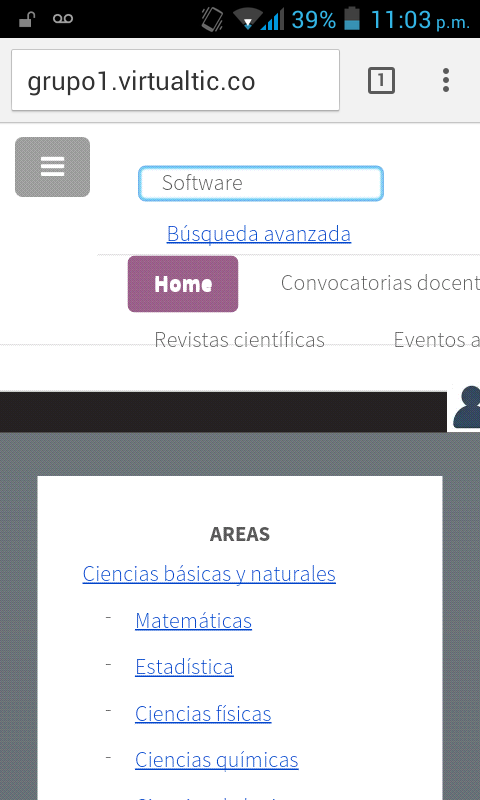 39% 11:03 p.m.
grupo1.virtualtic.co 1
Software
Búsqueda avanzada
Home Convocatorias docent
Revistas científicas Eventos a
AREAS
Ciencias básicas y naturales
- Matemáticas
- Estadística
- Ciencias físicas
- Ciencias químicas